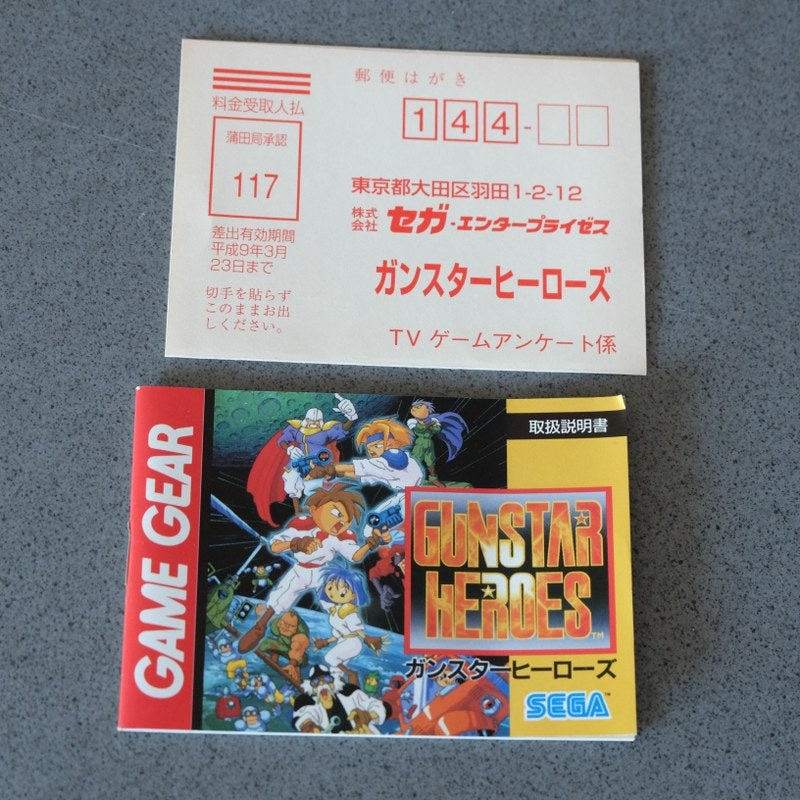 郵便はがき
料金受取人払
蒲田局承認
117
差出有効期間
平成9年3月
23日まで
切手を貼らず
このままお出
しください。
144-
東京都大田区羽田1-2-12
株式会社 セガ・エンタープライゼス
ガンスターヒーローズ
TV ゲームアンケート係
GAME GEAR
取扱説明書
GUNSTAR
HEROES™
ガンスターヒーローズ
SEGA